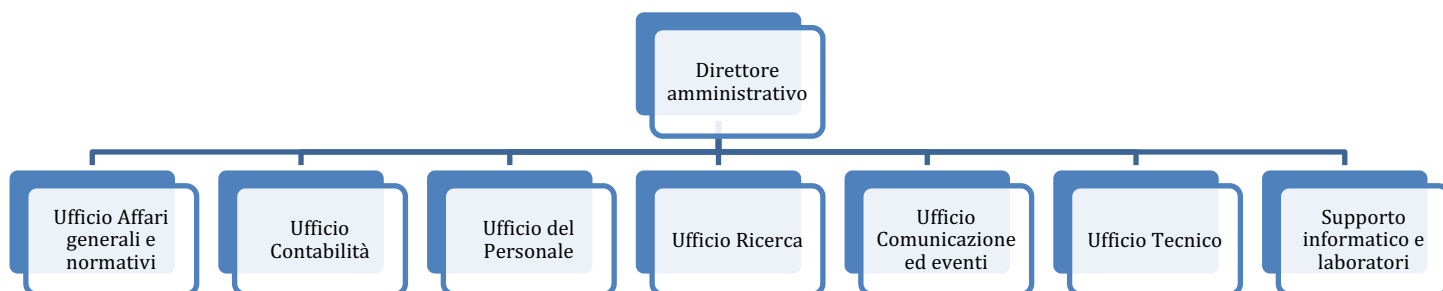 Direttore
amministrativo
Ufficio Affari
generali e
normativi
Ufficio
Contabilità
Ufficio del
Personale
Ufficio Ricerca
Ufficio
Comunicazione
ed eventi
Ufficio Tecnico
Supporto
informatico e
laboratori